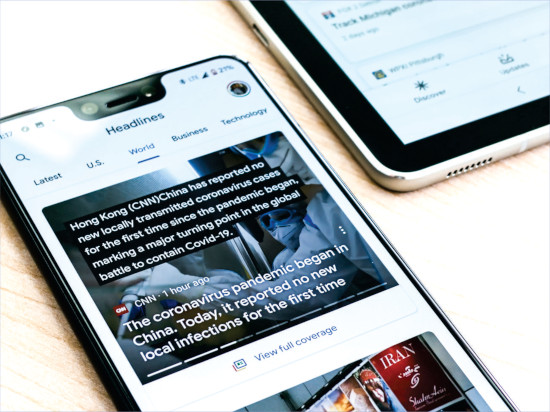 27%
Headlines
Latest
U.S.
World
Business
Technology
Hong Kong (CNN)China has reported no
new locally transmitted coronavirus cases
for the first time since the pandemic began,
marking a major turning point in the global
battle to contain Covid-19.
CNN
CNN · 1 hour ago
The coronavirus pandemic began in
China. Today, it reported no new
local infections for the first time
View full coverage
IRAN
Track Michigan
2 days ago
Pittsburgh
Discover
Updates